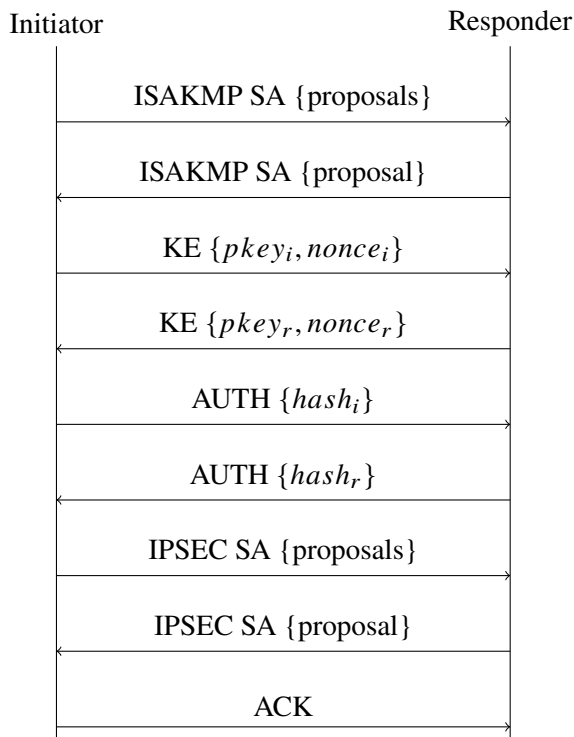 Initiator
Responder
ISAKMP SA {proposals}
ISAKMP SA {proposal}
KE {pkey_i, nonce_i}
KE {pkey_r, nonce_r}
AUTH {hash_i}
AUTH {hash_r}
IPSEC SA {proposals}
IPSEC SA {proposal}
ACK